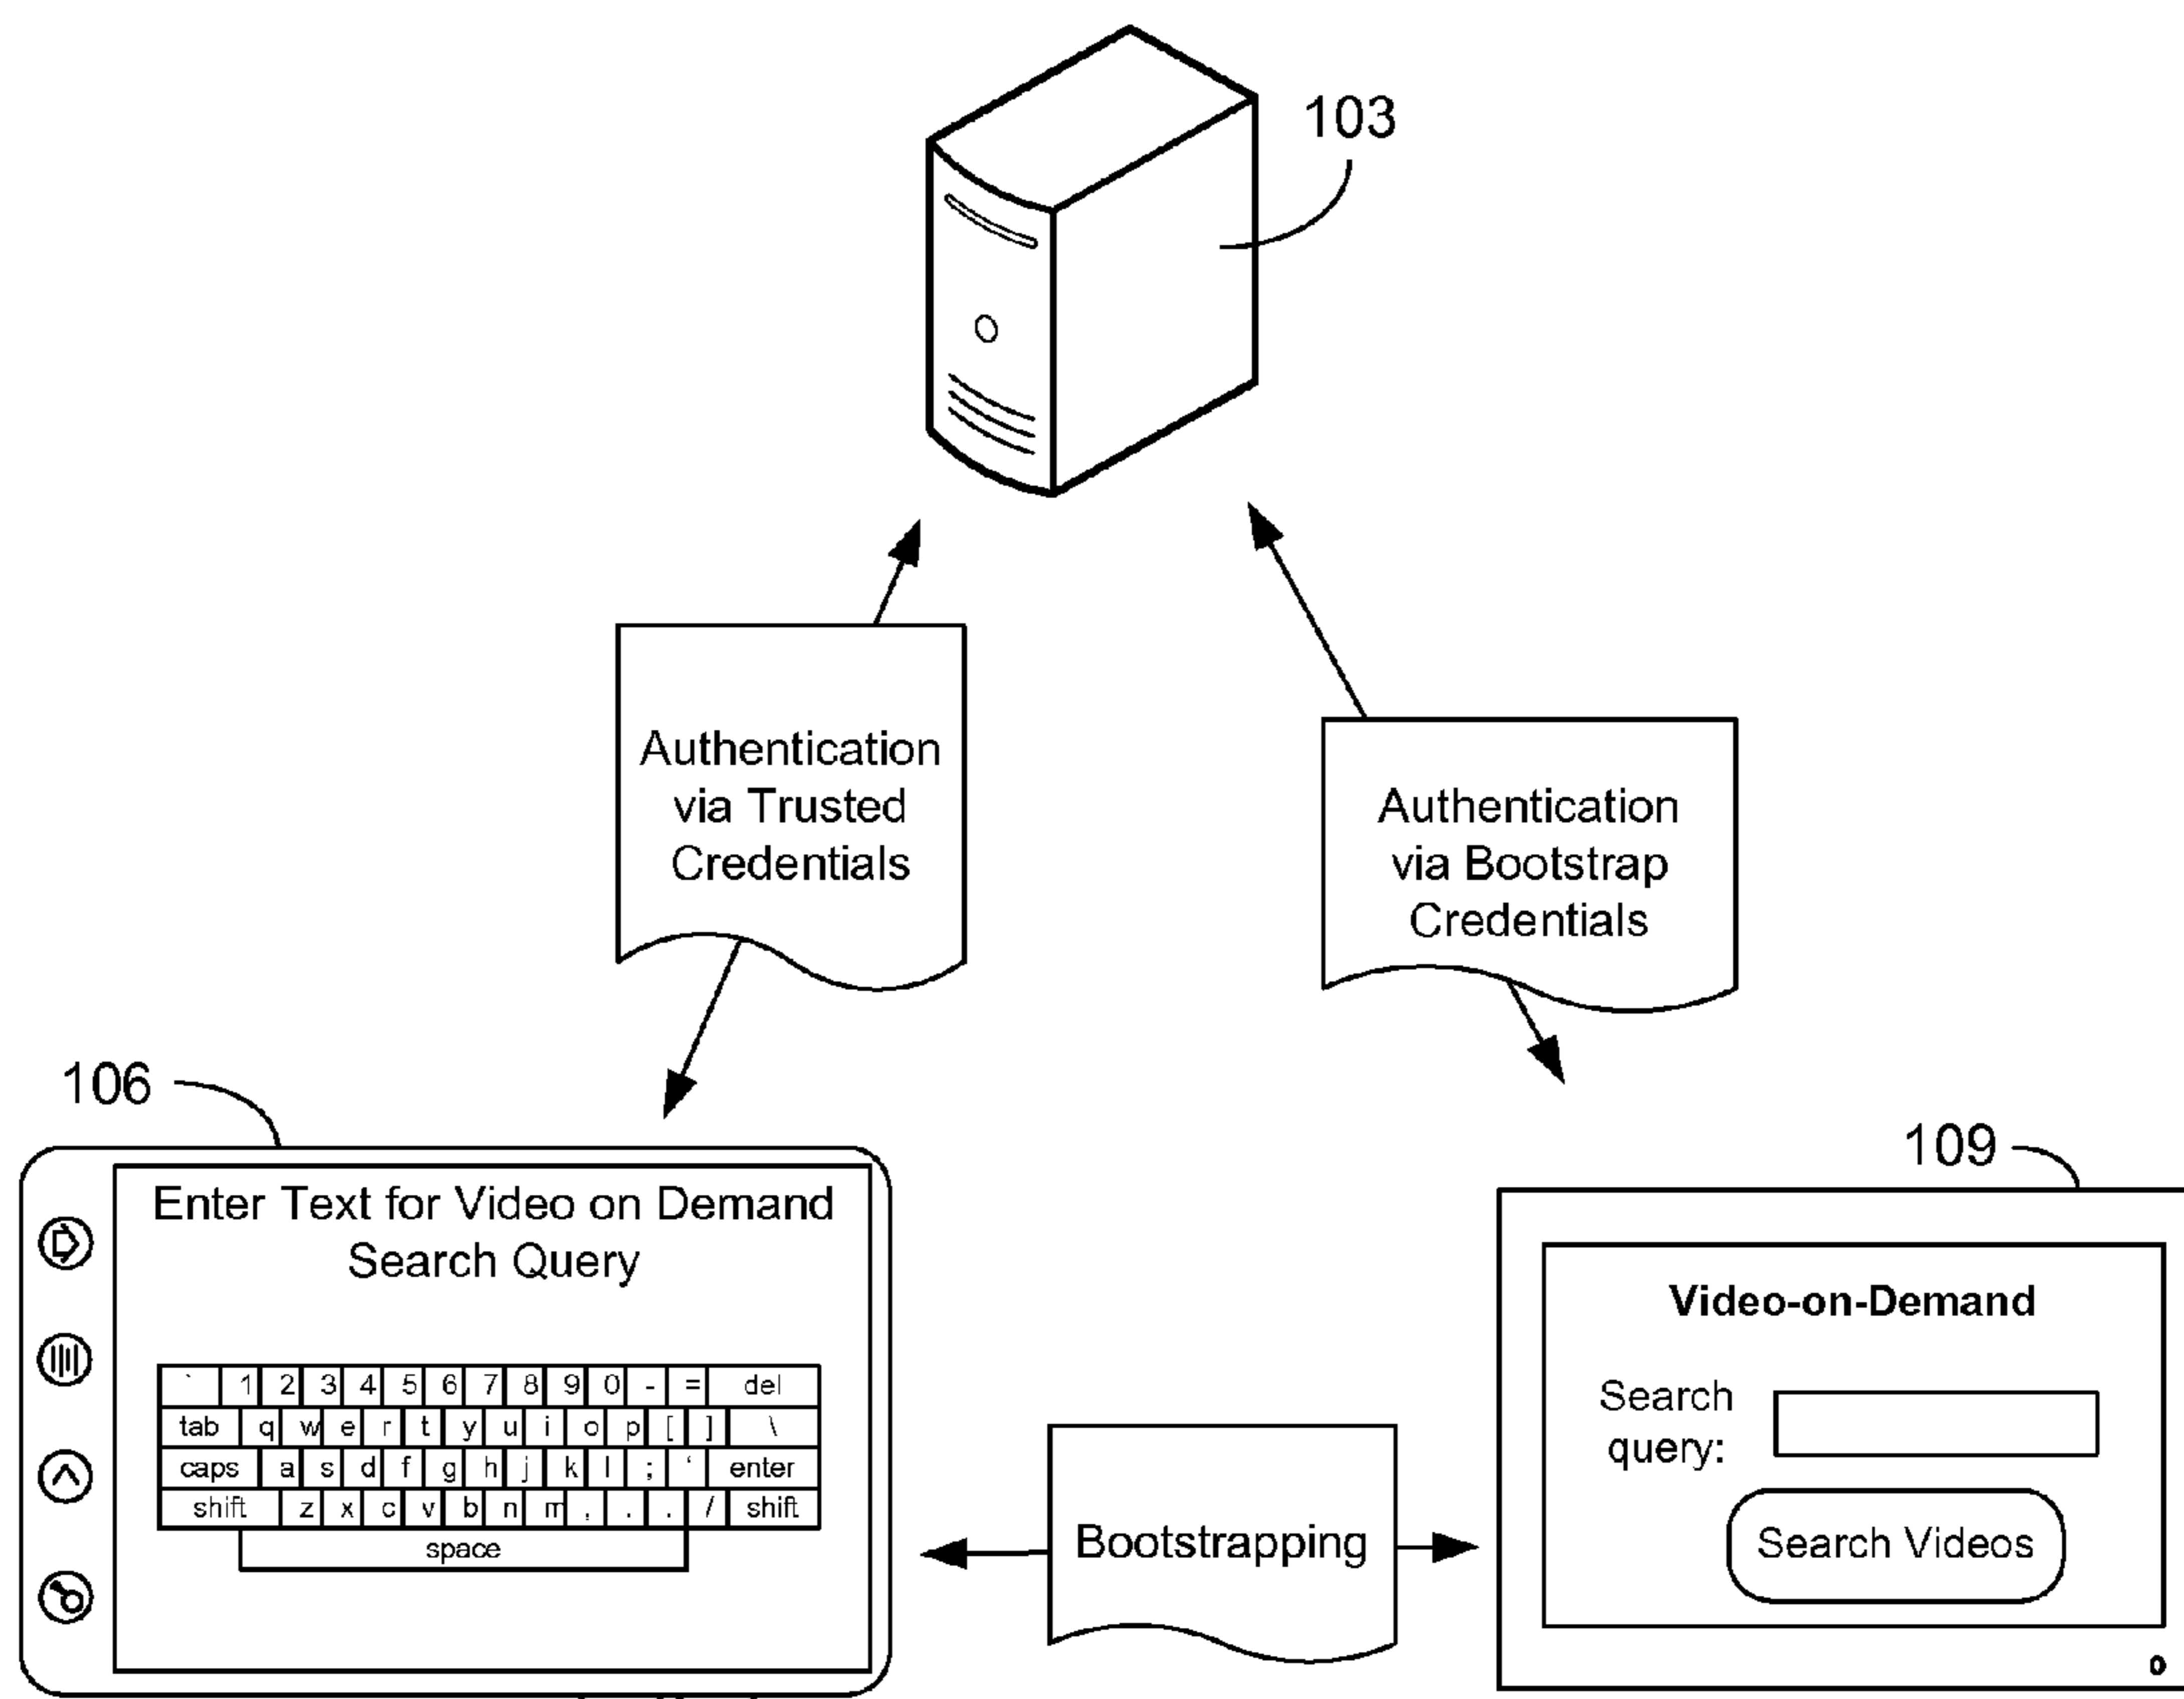 103
Authentication
via Trusted
Credentials
Authentication
via Bootstrap
Credentials
106
109
Enter Text for Video on Demand
Search Query
` 1 2 3 4 5 6 7 8 9 0 - = del
tab q w e r t y u i o p [ ] \
caps a s d f g h j k l ; ‘ enter
shift z x c v b n m , . . / shift
space
Bootstrapping
Video-on-Demand
Search
query:
Search Videos